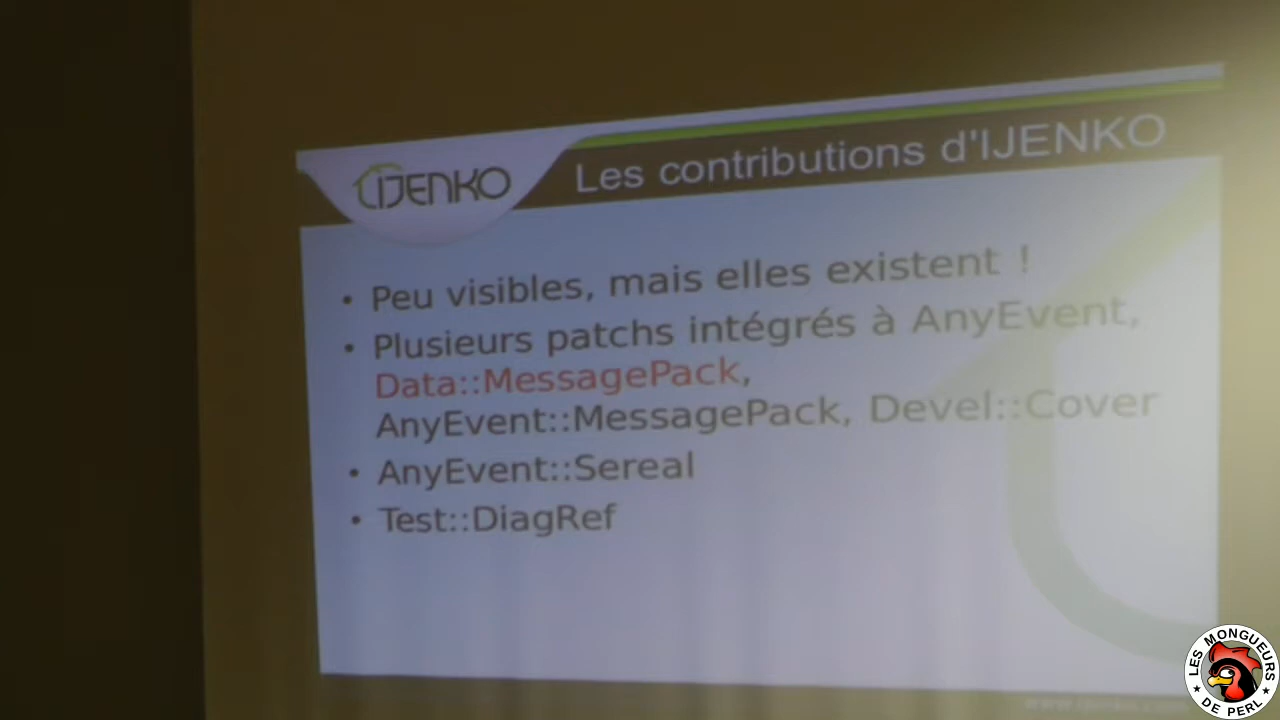 IJENKO
Les contributions d'IJENKO
• Peu visibles, mais elles existent !
• Plusieurs patchs intégrés à AnyEvent,
Data::MessagePack,
AnyEvent::MessagePack, Devel::Cover
• AnyEvent::Sereal
• Test::DiagRef
LES MONGUEURS
DE PERL